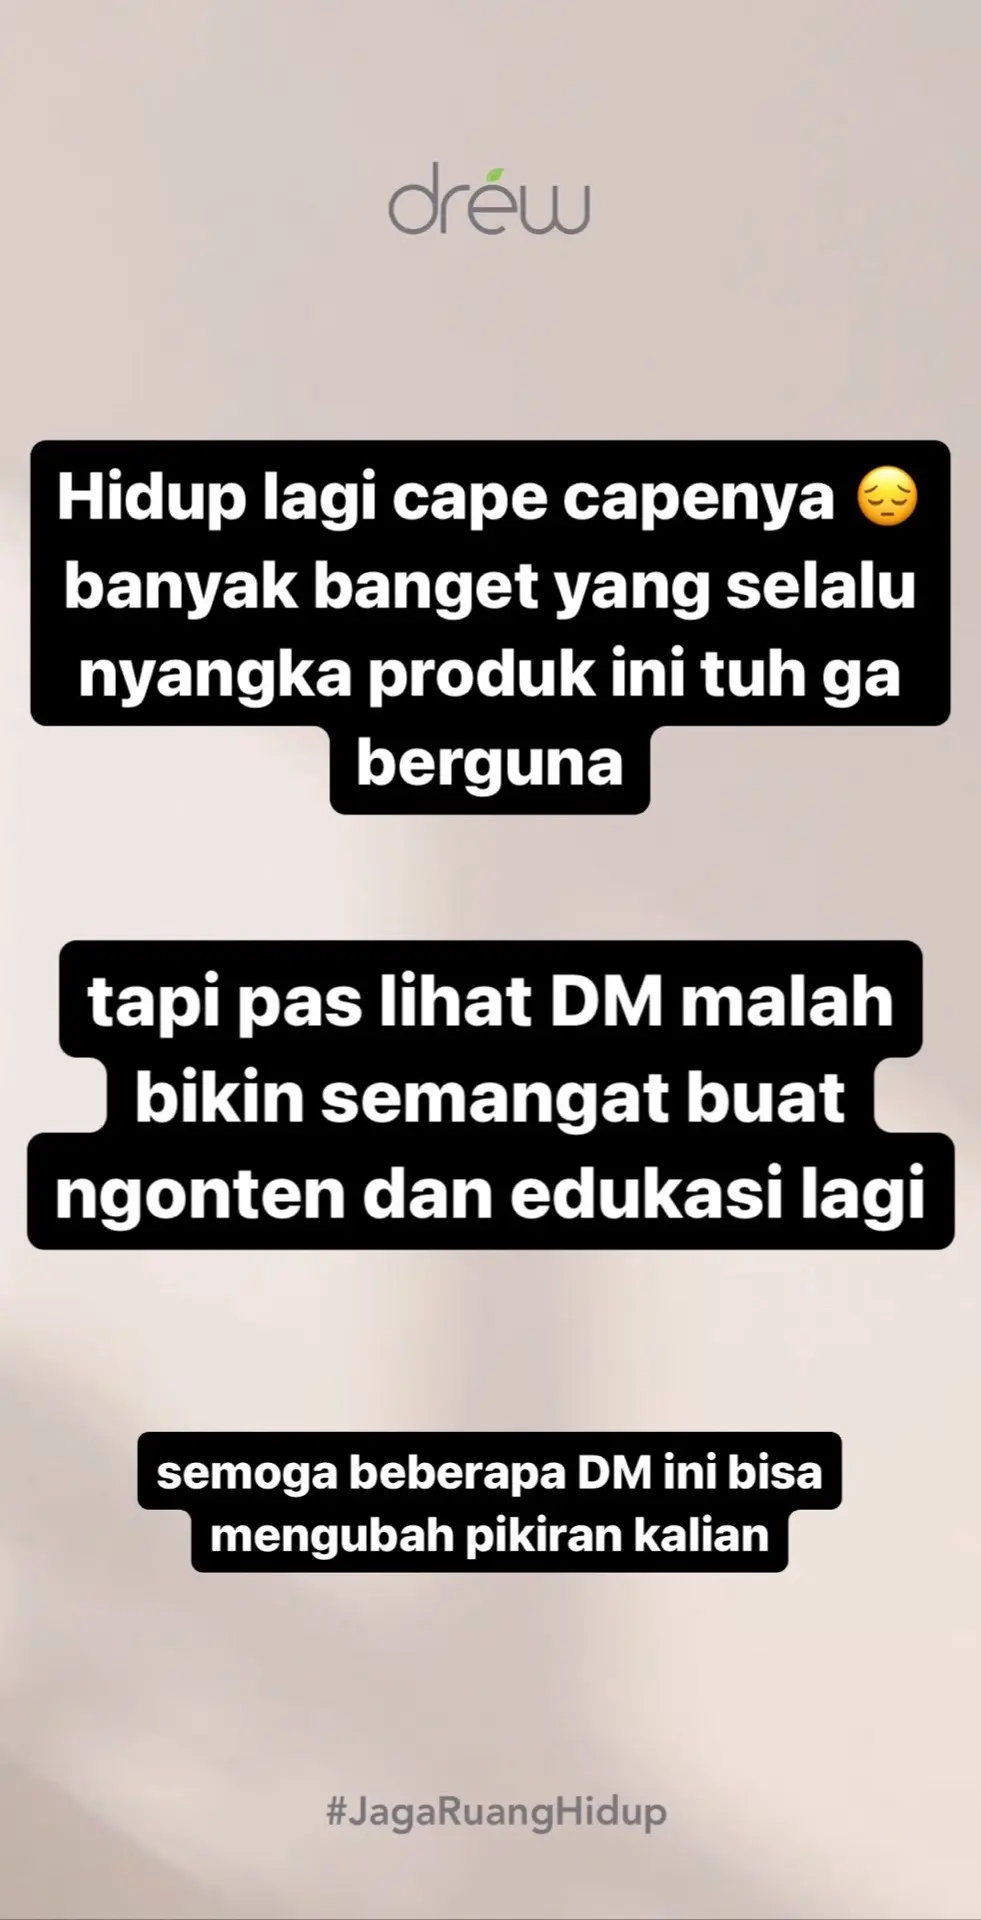 dréw
Hidup lagi cape capenya 😔
banyak banget yang selalu
nyangka produk ini tuh ga
berguna
tapi pas lihat DM malah
bikin semangat buat
ngonten dan edukasi lagi
semoga beberapa DM ini bisa
mengubah pikiran kalian
#JagaRuangHidup